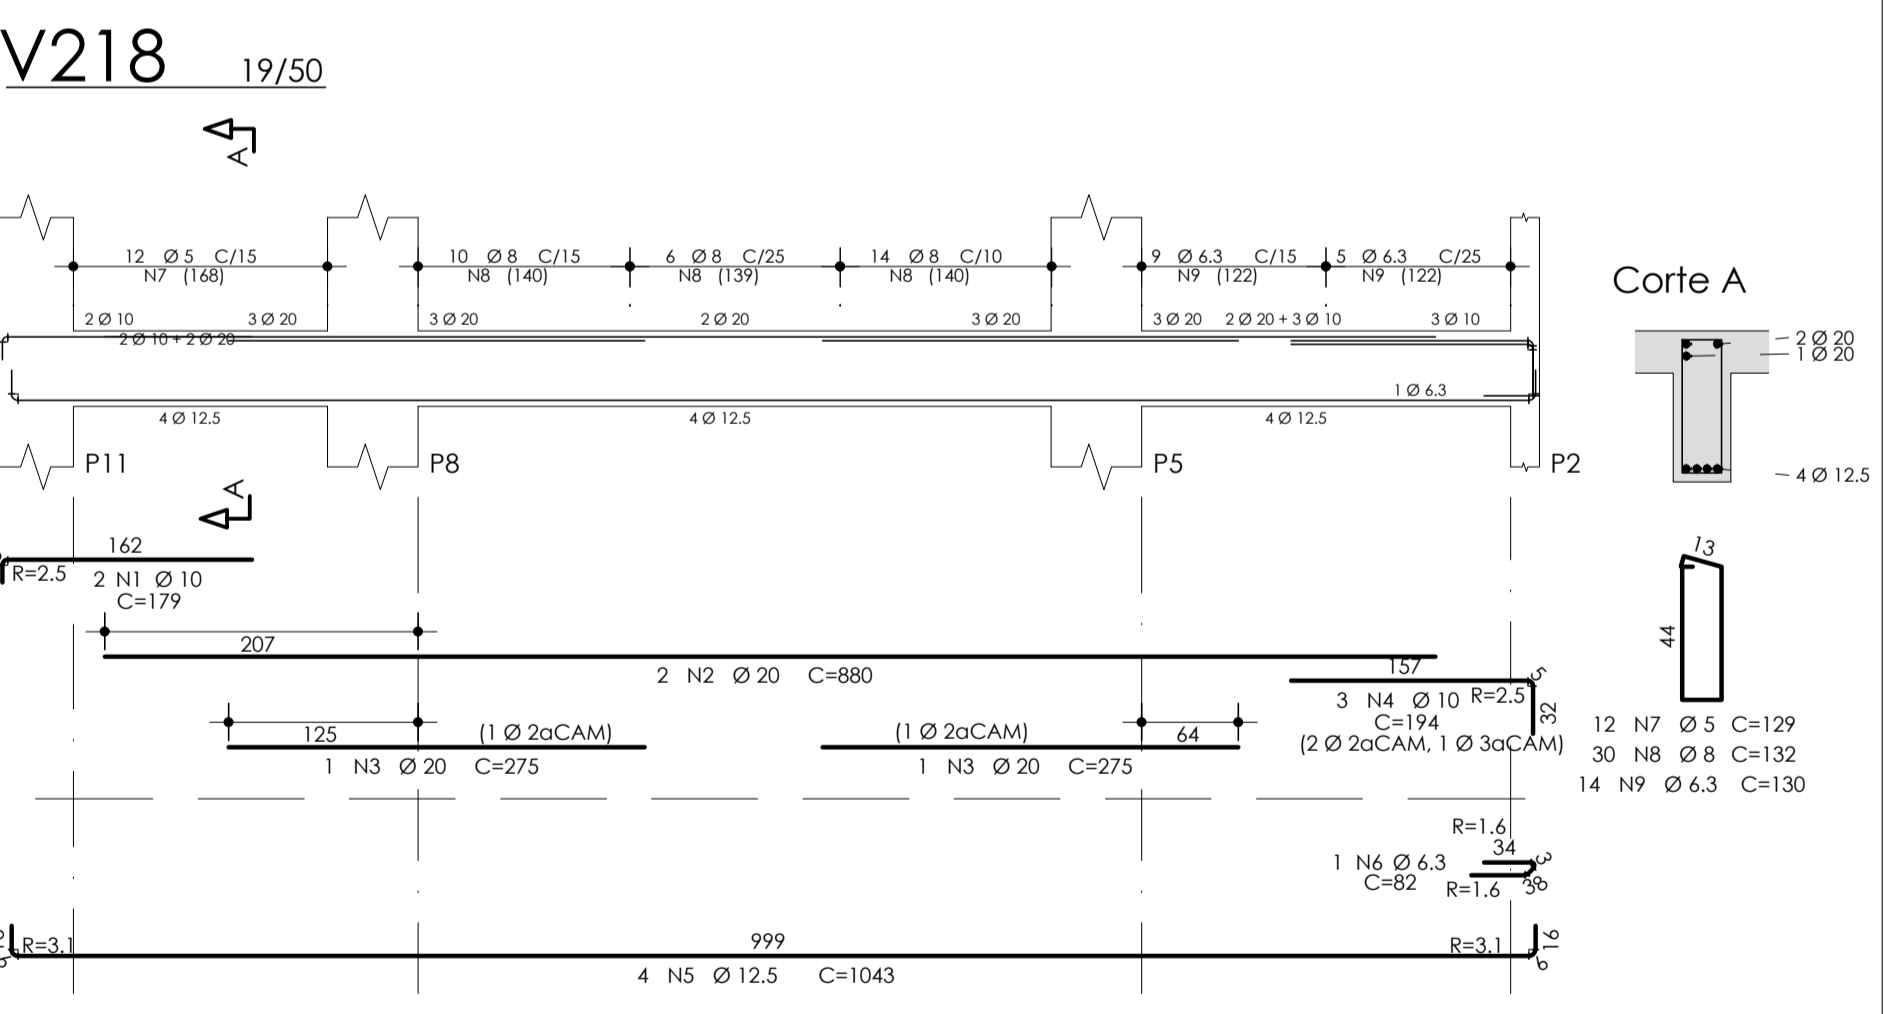 V218 19/50
A
12 Ø 5 C/15
N7 (168)
10 Ø 8 C/15
N8 (140)
6 Ø 8 C/25
N8 (139)
14 Ø 8 C/10
N8 (140)
9 Ø 6.3 C/15
N9 (122)
5 Ø 6.3 C/25
N9 (122)
2 Ø 10
3 Ø 20
3 Ø 20
2 Ø 20
3 Ø 20
3 Ø 20
2 Ø 20 + 3 Ø 10
3 Ø 10
2 Ø 10 + 2 Ø 20
1 Ø 6.3
4 Ø 12.5
4 Ø 12.5
4 Ø 12.5
P11
P8
P5
P2
A
Corte A
2 Ø 20
1 Ø 20
4 Ø 12.5
162
R=2.5
2 N1 Ø 10
C=179
207
2 N2 Ø 20 C=880
157
5
3 N4 Ø 10 R=2.5
32
C=194
(2 Ø 2aCAM, 1 Ø 3aCAM)
125
(1 Ø 2aCAM)
1 N3 Ø 20 C=275
(1 Ø 2aCAM)
64
1 N3 Ø 20 C=275
13
44
12 N7 Ø 5 C=129
30 N8 Ø 8 C=132
14 N9 Ø 6.3 C=130
R=1.6
34
3
1 N6 Ø 6.3
C=82
R=1.6
38
R=3.1
999
R=3.1
16
6
4 N5 Ø 12.5 C=1043